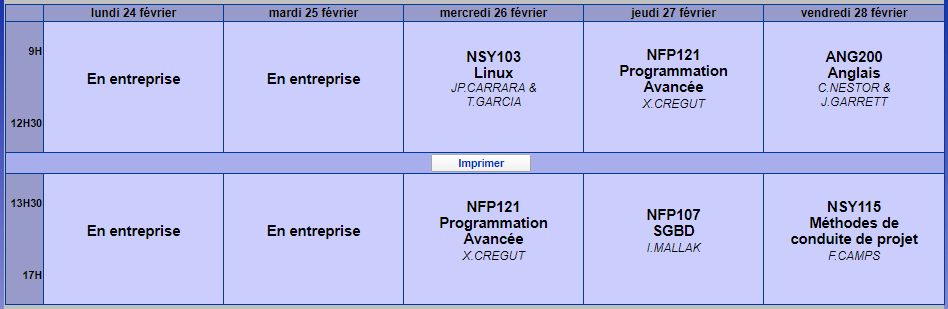 lundi 24 février
mardi 25 février
mercredi 26 février
jeudi 27 février
vendredi 28 février
9H
12H30
En entreprise
En entreprise
NSY103
Linux
JP.CARRARA &
T.GARCIA
NFP121
Programmation
Avancée
X.CREGUT
ANG200
Anglais
C.NESTOR &
J.GARRETT
Imprimer
13H30
17H
En entreprise
En entreprise
NFP121
Programmation
Avancée
X.CREGUT
NFP107
SGBD
I.MALLAK
NSY115
Méthodes de
conduite de projet
F.CAMPS